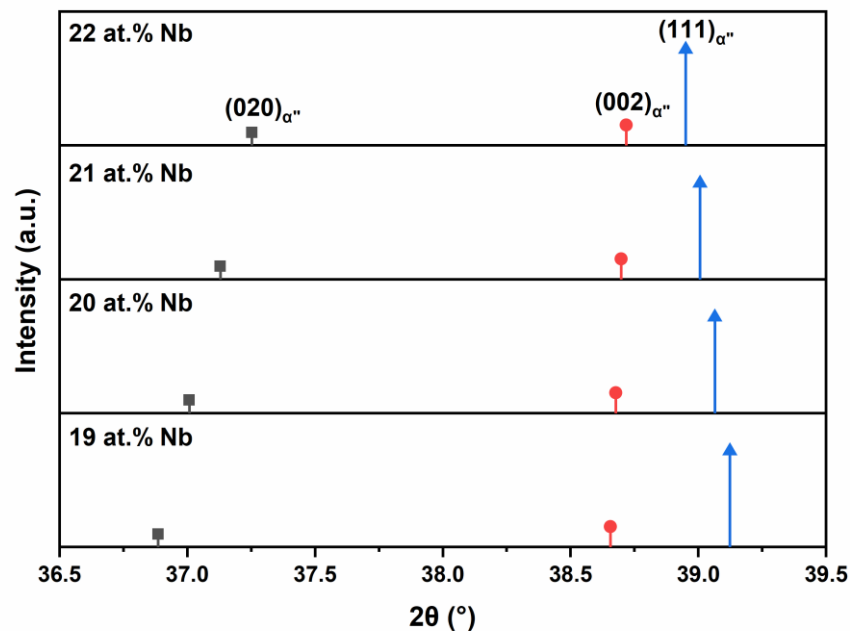 22 at.% Nb
(111)α"
(020)α"
(002)α"
21 at.% Nb
20 at.% Nb
19 at.% Nb
Intensity (a.u.)
36.5 37.0 37.5 38.0 38.5 39.0 39.5
2θ (°)